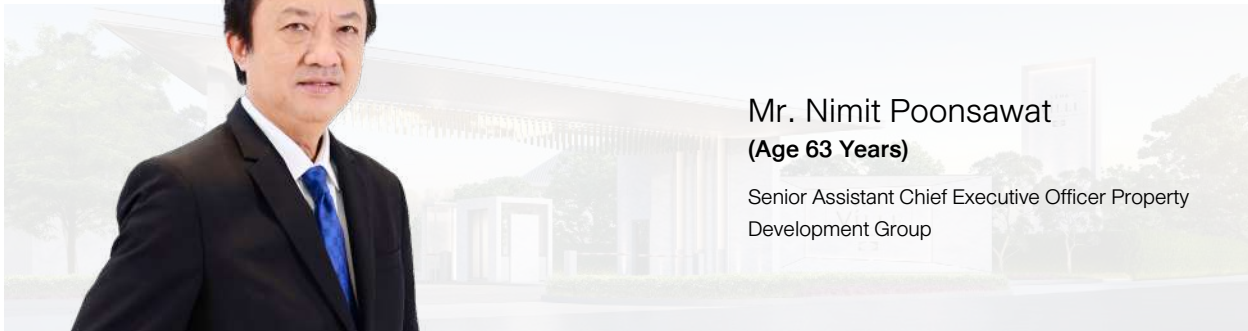 Mr. Nimit Poonsawat
(Age 63 Years)
Senior Assistant Chief Executive Officer Property
Development Group